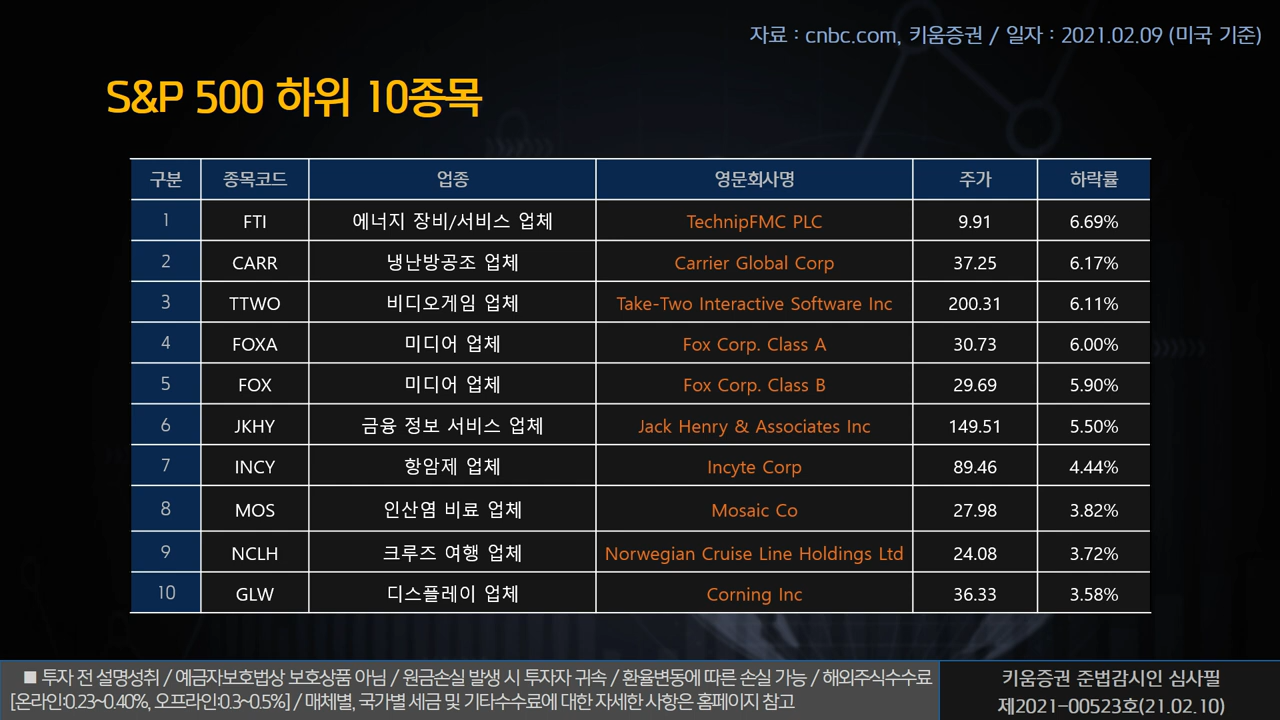 자료 : cnbc.com, 키움증권 / 일자 : 2021.02.09 (미국 기준)
S&P 500 하위 10종목
구분 종목코드 업종 영문회사명 주가 하락률
1 FTI 에너지 장비/서비스 업체 TechnipFMC PLC 9.91 6.69%
2 CARR 냉난방공조 업체 Carrier Global Corp 37.25 6.17%
3 TTWO 비디오게임 업체 Take-Two Interactive Software Inc 200.31 6.11%
4 FOXA 미디어 업체 Fox Corp. Class A 30.73 6.00%
5 FOX 미디어 업체 Fox Corp. Class B 29.69 5.90%
6 JKHY 금융 정보 서비스 업체 Jack Henry & Associates Inc 149.51 5.50%
7 INCY 항암제 업체 Incyte Corp 89.46 4.44%
8 MOS 인산염 비료 업체 Mosaic Co 27.98 3.82%
9 NCLH 크루즈 여행 업체 Norwegian Cruise Line Holdings Ltd 24.08 3.72%
10 GLW 디스플레이 업체 Corning Inc 36.33 3.58%
■ 투자 전 설명성취 / 예금자보호법상 보호상품 아님 / 원금손실 발생 시 투자자 귀속 / 환율변동에 따른 손실 가능 / 해외주식수수료
[온라인:0.23~0.40%, 오프라인:0.3~0.5%] / 매체별, 국가별 세금 및 기타수수료에 대한 자세한 사항은 홈페이지 참고
키움증권 준법감시인 심사필
제2021-00523호(21.02.10)